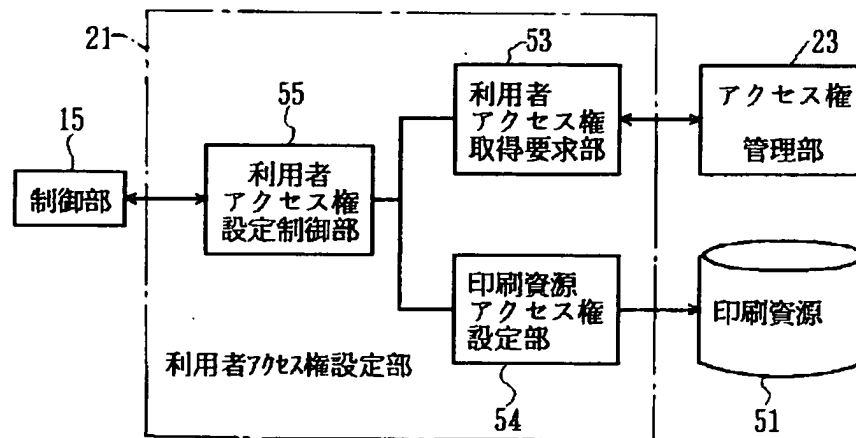 21
53
23
利用者
アクセス権
取得要求部
アクセス権
管理部
55
15
利用者
アクセス権
設定制御部
制御部
印刷資源
アクセス権
設定部
印刷資源
利用者アクセス権設定部
54
51